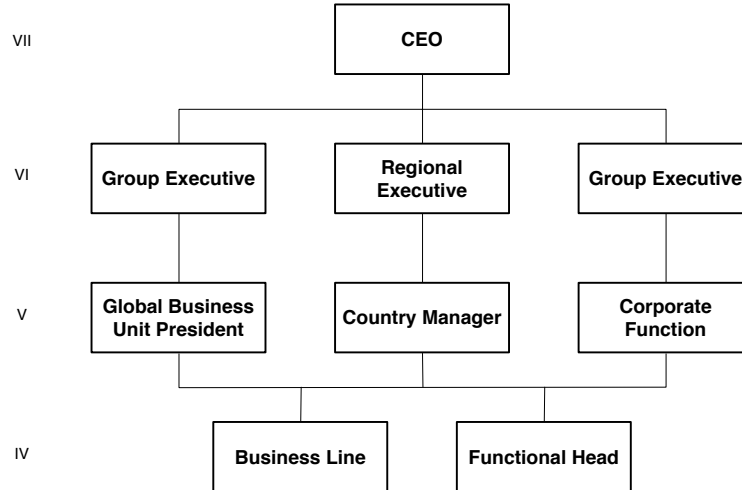 VII
CEO
VI
Group Executive
Regional
Executive
Group Executive
V
Global Business
Unit President
Country Manager
Corporate
Function
IV
Business Line
Functional Head